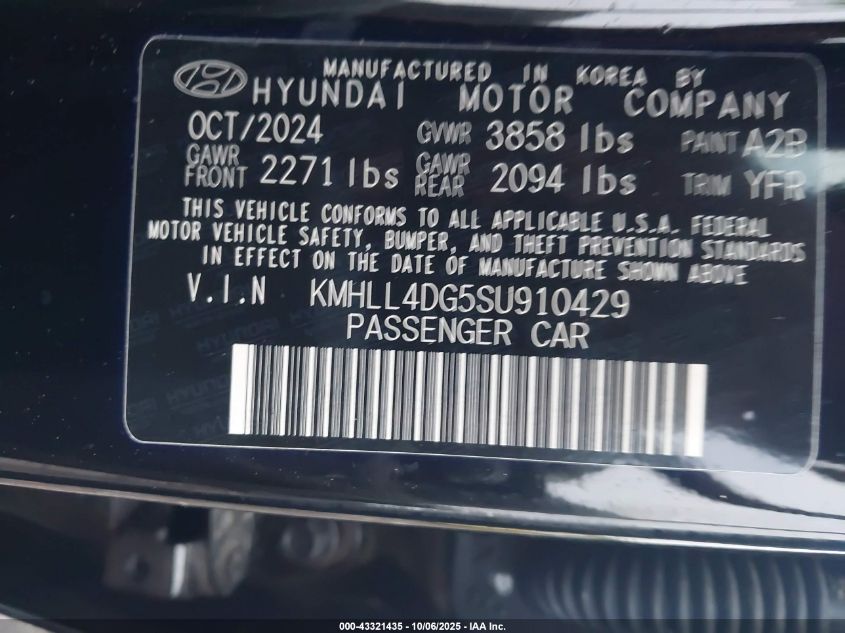 MANUFACTURED IN KOREA BY
HYUNDAI MOTOR COMPANY
OCT/2024 GVWR 3858 lbs PAINT A2B
GAWR FRONT 2271 lbs GAWR REAR 2094 lbs TRIM YFR
THIS VEHICLE CONFORMS TO ALL APPLICABLE U.S.A. FEDERAL
MOTOR VEHICLE SAFETY, BUMPER, AND THEFT PREVENTION STANDARDS
IN EFFECT ON THE DATE OF MANUFACTURE SHOWN ABOVE
V.I.N KMHLL4DG5SU910429
PASSENGER CAR
000-43321435 - 10/06/2025 - IAA Inc.